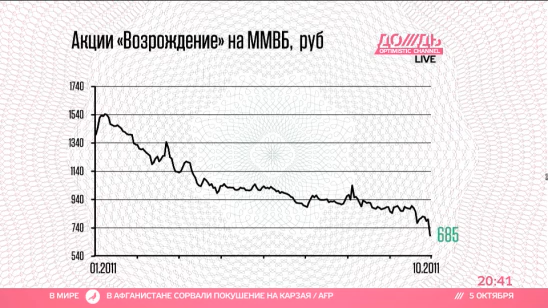 Акции «Возрождение» на ММВБ, руб
ДОЖДЬ
OPTIMISTIC CHANNEL
LIVE
1740
1540
1340
1140
940
740
540
685
01.2011
10.2011
20:41
В МИРЕ
В АФГАНИСТАНЕ СОРВАЛИ ПОКУШЕНИЕ НА КАРЗАЯ / AFP
/// 5 ОКТЯБРЯ